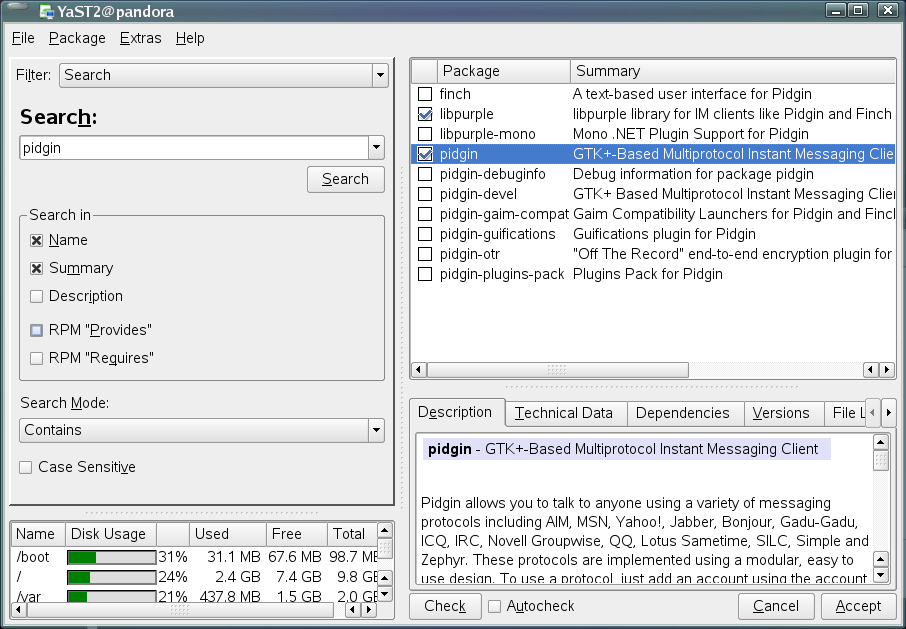 YaST2@pandora
File Package Extras Help
Filter: Search
Search:
pidgin
Search
Search in
Name
Summary
Description
RPM "Provides"
RPM "Requires"
Search Mode:
Contains
Case Sensitive
Name Disk Usage Used Free Total
/boot 31% 31.1 MB 67.6 MB 98.7 MB
/ 24% 2.4 GB 7.4 GB 9.8 GB
/var 21% 437.8 MB 1.5 GB 2.0 GB
Package Summary
finch A text-based user interface for Pidgin
libpurple libpurple library for IM clients like Pidgin and Finch
libpurple-mono Mono .NET Plugin Support for Pidgin
pidgin GTK+-Based Multiprotocol Instant Messaging Clie
pidgin-debuginfo Debug information for package pidgin
pidgin-devel GTK+ Based Multiprotocol Instant Messaging Clien
pidgin-gaim-compat Gaim Compatibility Launchers for Pidgin and Finch
pidgin-guifications Guifications plugin for Pidgin
pidgin-otr "Off The Record" end-to-end encryption plugin for
pidgin-plugins-pack Plugins Pack for Pidgin
Description Technical Data Dependencies Versions File L
pidgin - GTK+-Based Multiprotocol Instant Messaging Client
Pidgin allows you to talk to anyone using a variety of messaging
protocols including AIM, MSN, Yahoo!, Jabber, Bonjour, Gadu-Gadu,
ICQ, IRC, Novell Groupwise, QQ, Lotus Sametime, SILC, Simple and
Zephyr. These protocols are implemented using a modular, easy to
use design. To use a protocol, just add an account using the account
Check Autocheck Cancel Accept